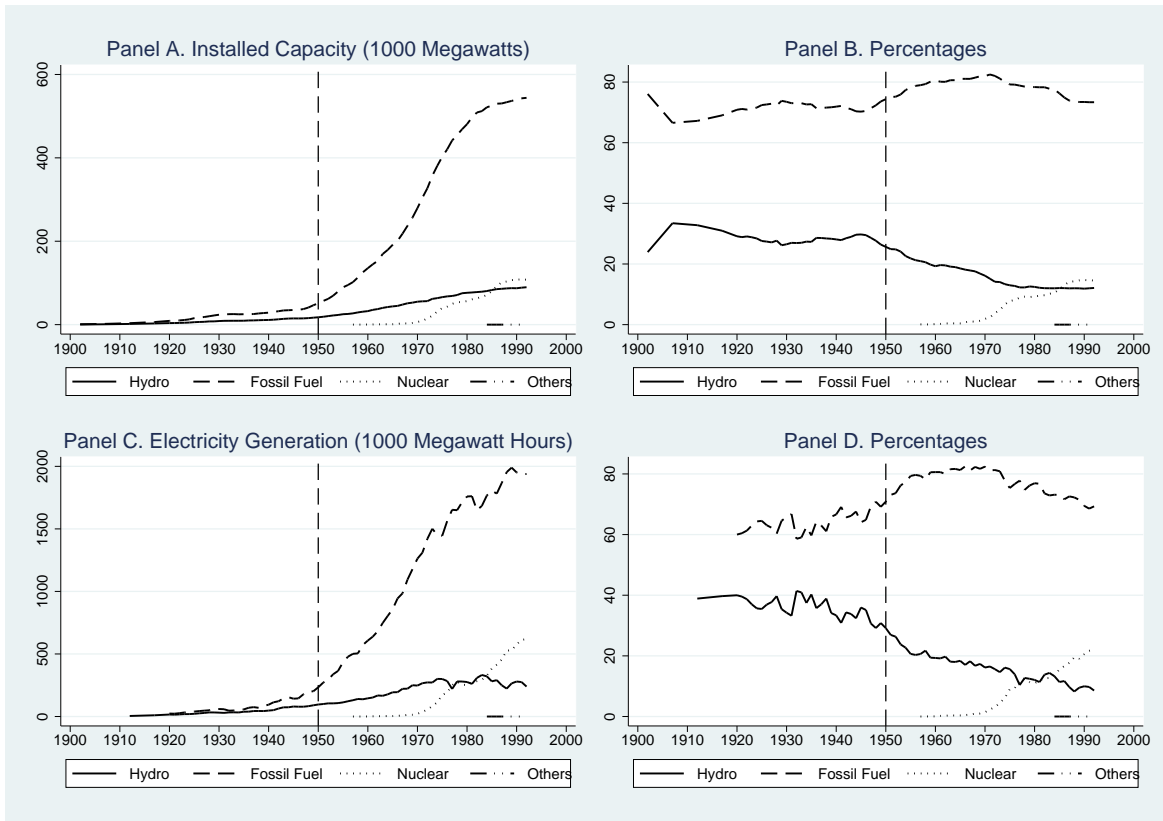 Panel A. Installed Capacity (1000 Megawatts)
600
400
200
0
1900 1910 1920 1930 1940 1950 1960 1970 1980 1990 2000
Hydro Fossil Fuel Nuclear Others
Panel B. Percentages
80
60
40
20
0
1900 1910 1920 1930 1940 1950 1960 1970 1980 1990 2000
Hydro Fossil Fuel Nuclear Others
Panel C. Electricity Generation (1000 Megawatt Hours)
2000
1500
1000
500
0
1900 1910 1920 1930 1940 1950 1960 1970 1980 1990 2000
Hydro Fossil Fuel Nuclear Others
Panel D. Percentages
80
60
40
20
0
1900 1910 1920 1930 1940 1950 1960 1970 1980 1990 2000
Hydro Fossil Fuel Nuclear Others